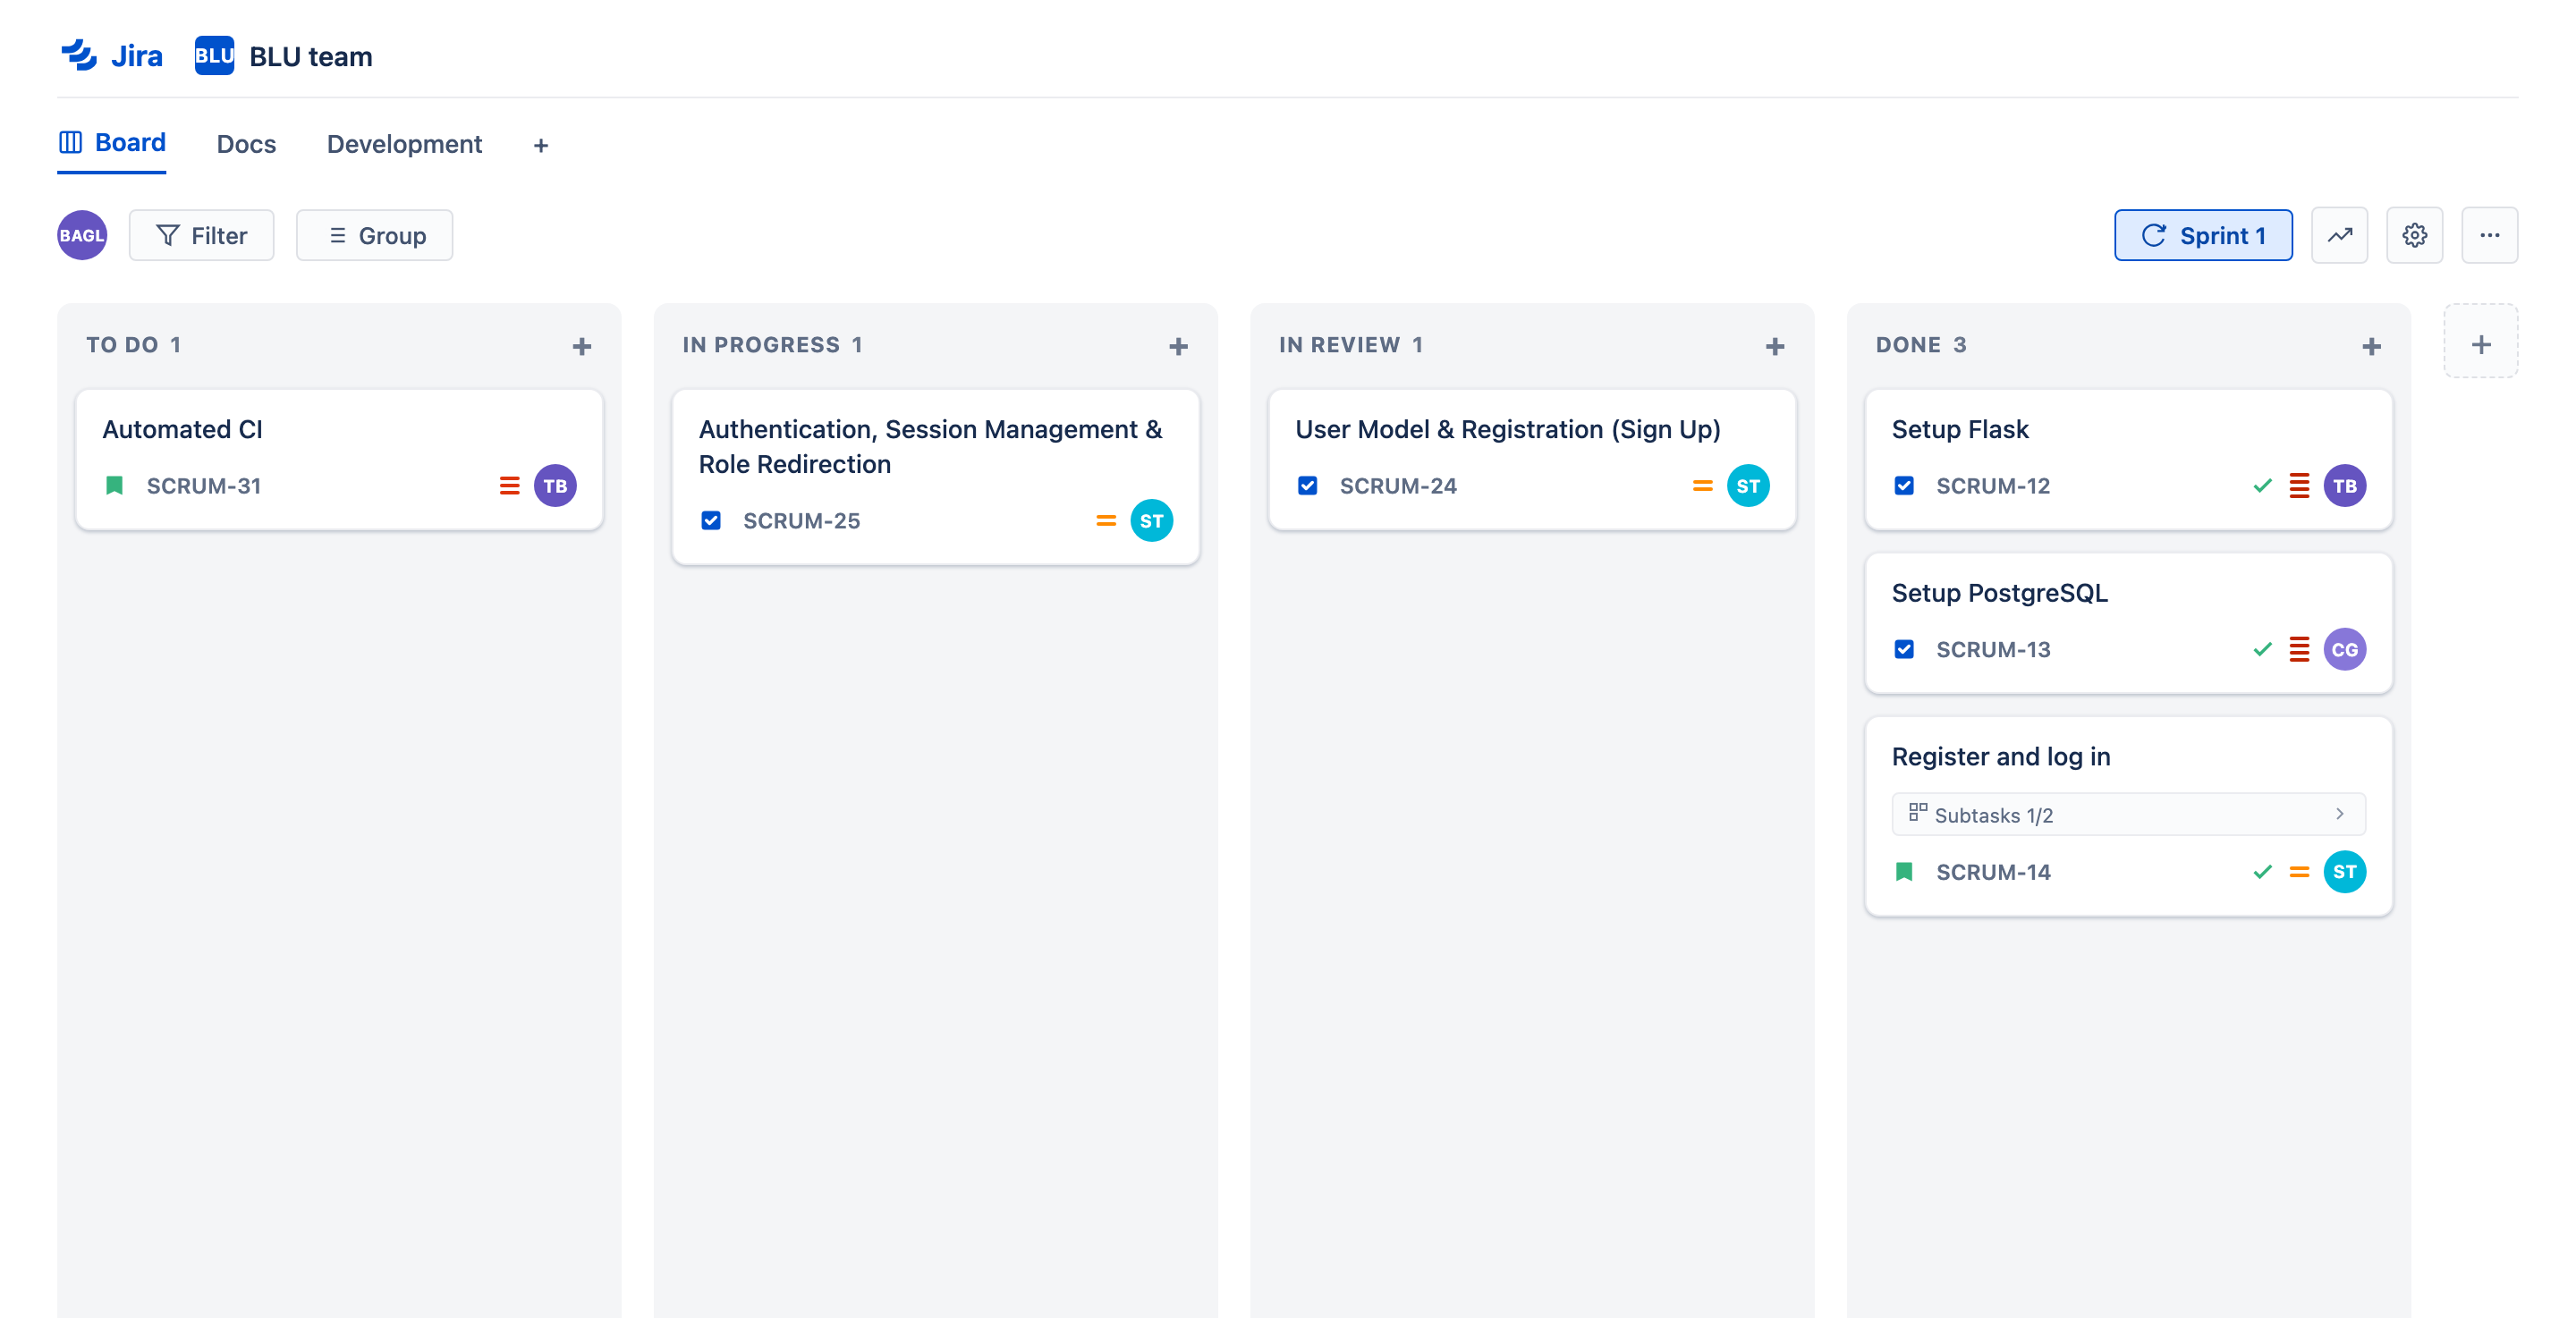 Jira BLU BLU team
Board Docs Development +
BAGL Filter Group Sprint 1
TO DO 1
Automated CI
SCRUM-31 TB
IN PROGRESS 1
Authentication, Session Management &
Role Redirection
SCRUM-25 ST
IN REVIEW 1
User Model & Registration (Sign Up)
SCRUM-24 ST
DONE 3
Setup Flask
SCRUM-12 TB
Setup PostgreSQL
SCRUM-13 CG
Register and log in
Subtasks 1/2
SCRUM-14 ST